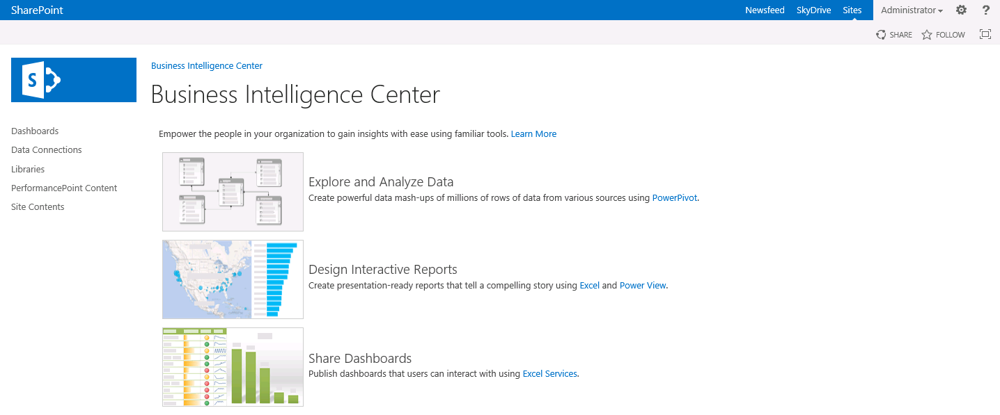 SharePoint
Newsfeed SkyDrive Sites Administrator ?
SHARE FOLLOW
S
Business Intelligence Center
Business Intelligence Center
Dashboards
Data Connections
Libraries
PerformancePoint Content
Site Contents
Empower the people in your organization to gain insights with ease using familiar tools. Learn More
Explore and Analyze Data
Create powerful data mash-ups of millions of rows of data from various sources using PowerPivot.
Design Interactive Reports
Create presentation-ready reports that tell a compelling story using Excel and Power View.
Share Dashboards
Publish dashboards that users can interact with using Excel Services.